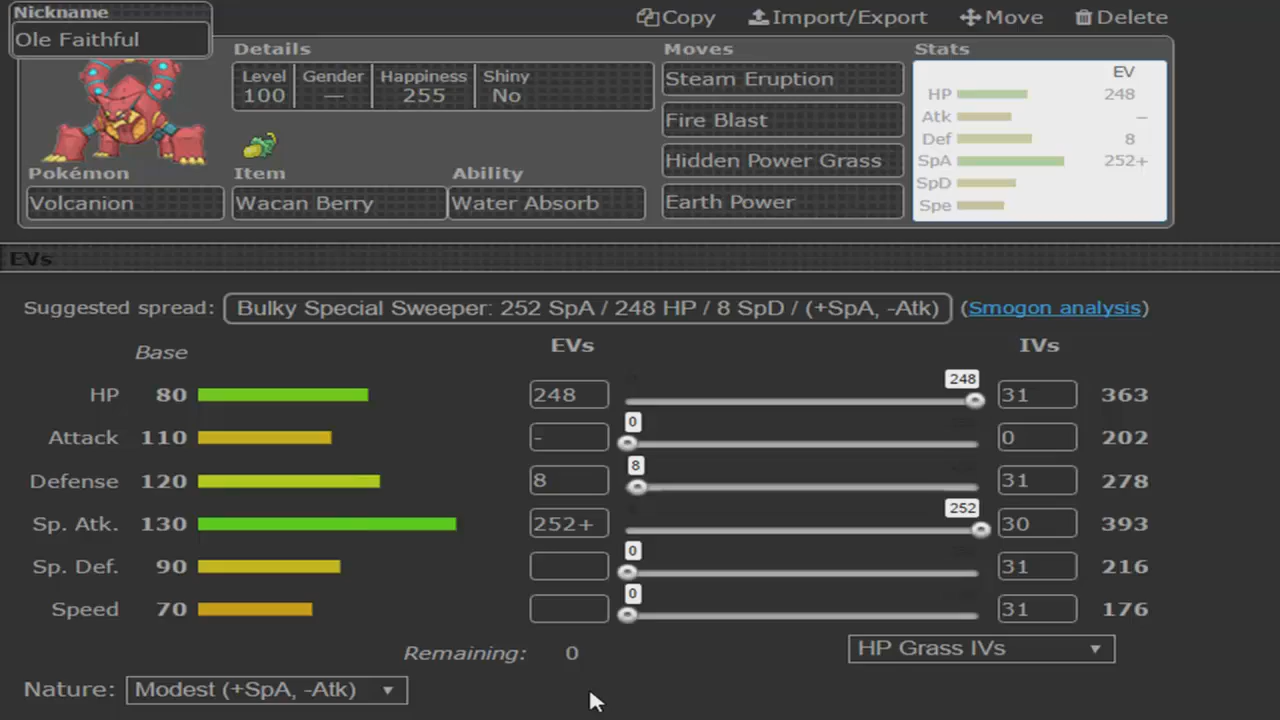 Nickname
Ole Faithful
Copy Import/Export Move Delete
Details Moves Stats
Level Gender Happiness Shiny
100 — 255 No
Steam Eruption
Fire Blast
Hidden Power Grass
Earth Power
EV
HP 248
Atk –
Def 8
SpA 252+
SpD
Spe
Pokémon Item Ability
Volcanion Wacan Berry Water Absorb
EVs
Suggested spread: Bulky Special Sweeper: 252 SpA / 248 HP / 8 SpD / (+SpA, -Atk) (Smogon analysis)
Base EVs IVs
HP 80 248 248 31 363
Attack 110 - 0 0 202
Defense 120 8 8 31 278
Sp. Atk. 130 252+ 252 30 393
Sp. Def. 90 0 31 216
Speed 70 0 31 176
Remaining: 0 HP Grass IVs
Nature: Modest (+SpA, -Atk)